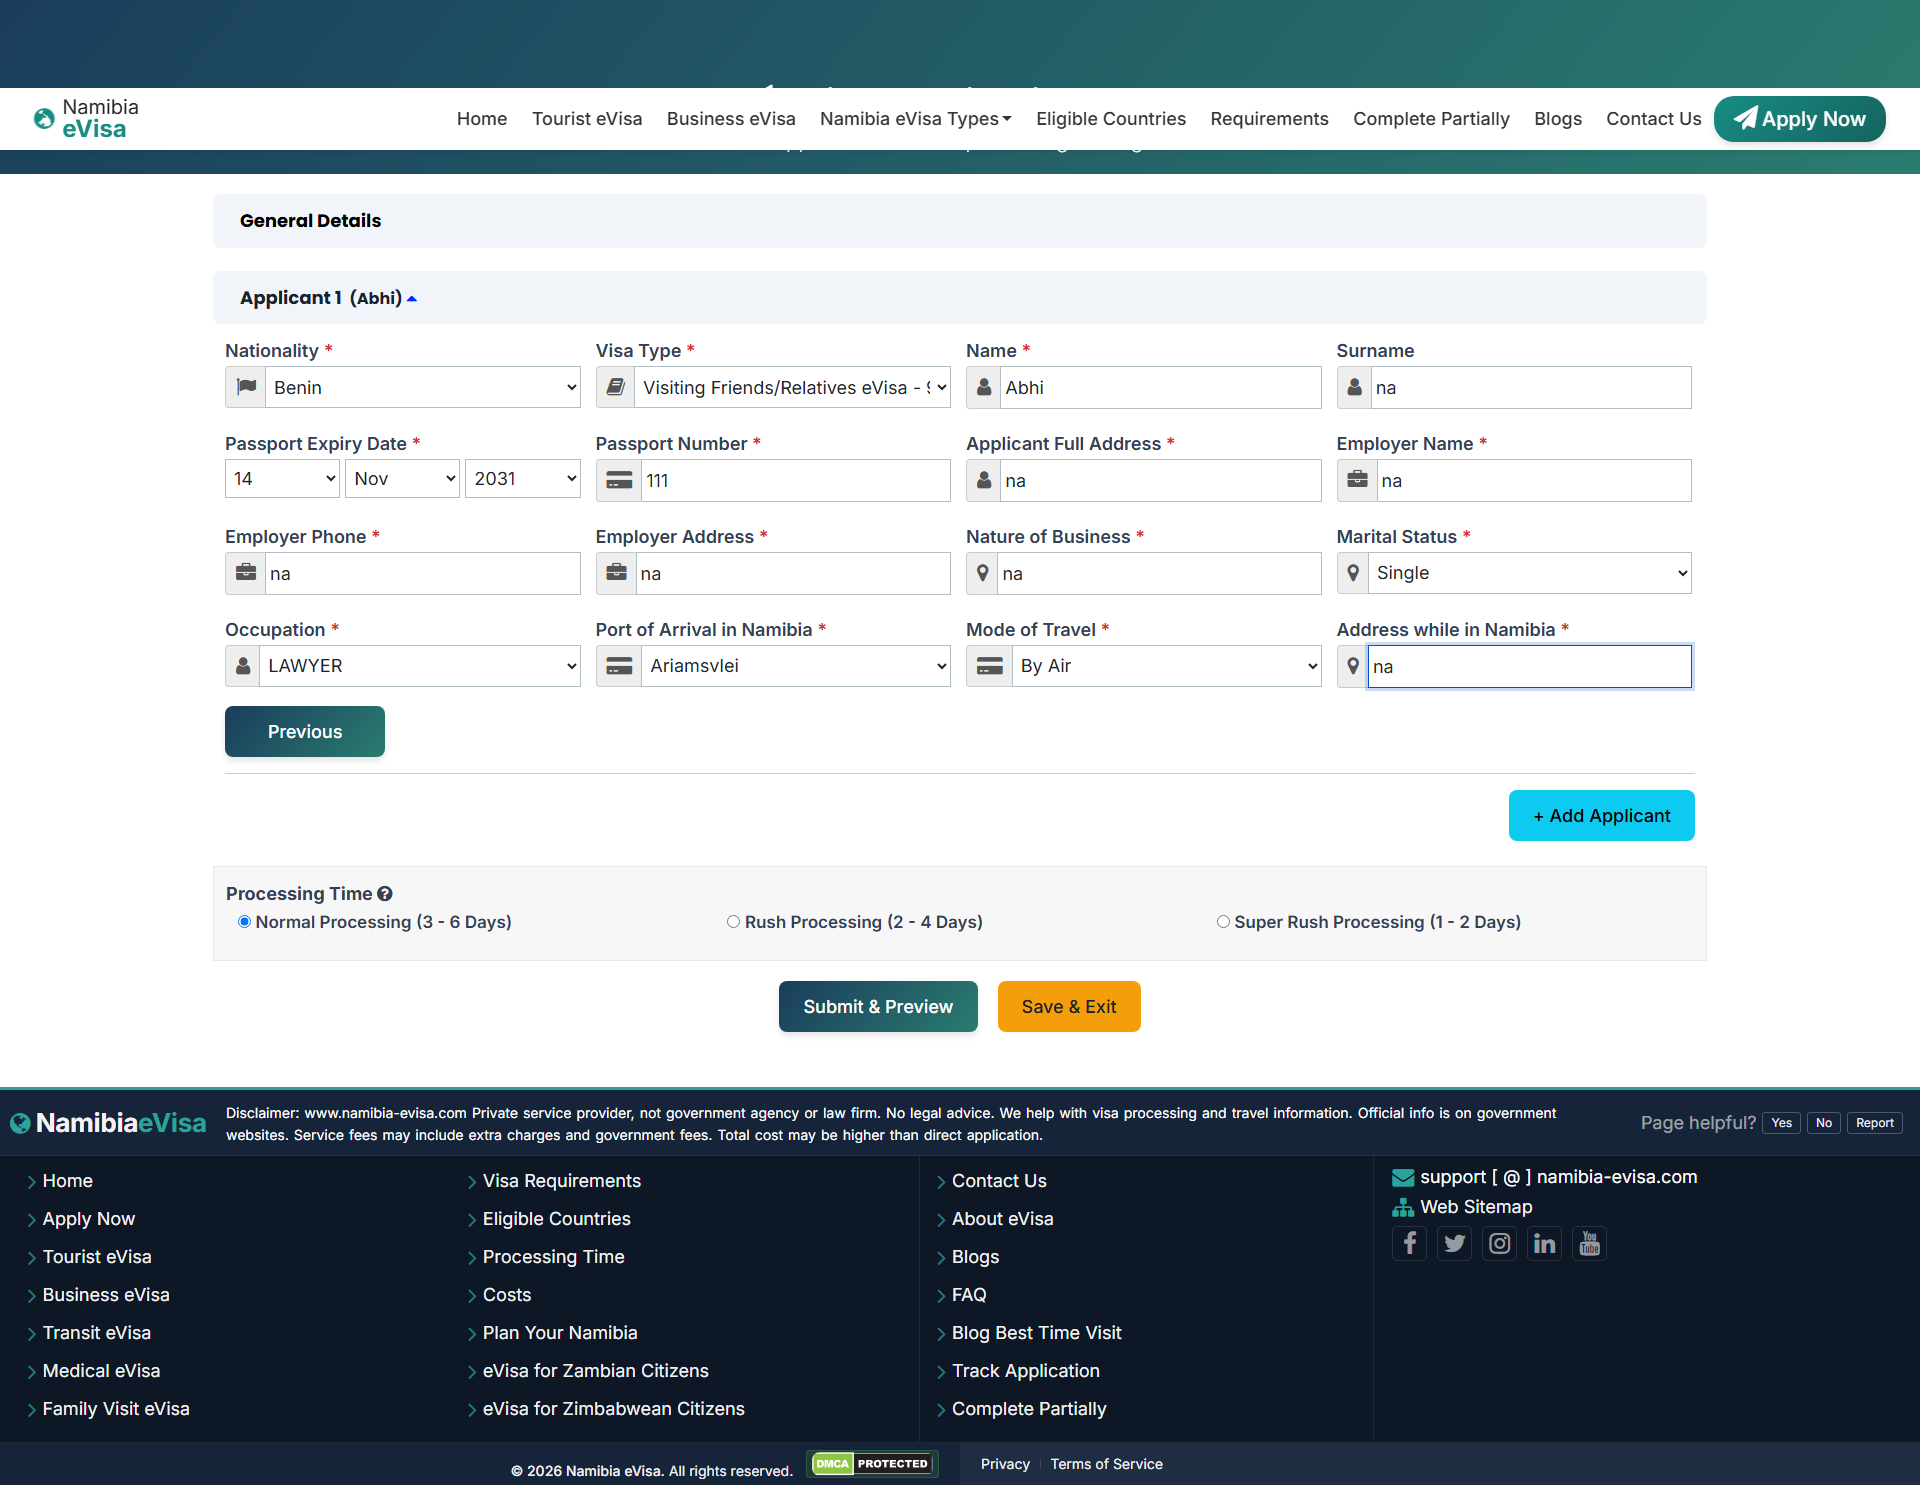 Namibia
eVisa
Home Tourist eVisa Business eVisa Namibia eVisa Types Eligible Countries Requirements Complete Partially Blogs Contact Us Apply Now
General Details
Applicant 1 (Abhi)
Nationality * Visa Type * Name * Surname
Benin Visiting Friends/Relatives eVisa - Abhi na
Passport Expiry Date * Passport Number * Applicant Full Address * Employer Name *
14 Nov 2031 111 na na
Employer Phone * Employer Address * Nature of Business * Marital Status *
na na na Single
Occupation * Port of Arrival in Namibia * Mode of Travel * Address while in Namibia *
LAWYER Ariamsvlei By Air na
Previous
+ Add Applicant
Processing Time
Normal Processing (3 - 6 Days) Rush Processing (2 - 4 Days) Super Rush Processing (1 - 2 Days)
Submit & Preview Save & Exit
NamibiaeVisa
Disclaimer: www.namibia-evisa.com Private service provider, not government agency or law firm. No legal advice. We help with visa processing and travel information. Official info is on government
websites. Service fees may include extra charges and government fees. Total cost may be higher than direct application.
Page helpful? Yes No Report
Home
Apply Now
Tourist eVisa
Business eVisa
Transit eVisa
Medical eVisa
Family Visit eVisa
Visa Requirements
Eligible Countries
Processing Time
Costs
Plan Your Namibia
eVisa for Zambian Citizens
eVisa for Zimbabwean Citizens
Contact Us
About eVisa
Blogs
FAQ
Blog Best Time Visit
Track Application
Complete Partially
support [ @ ] namibia-evisa.com
Web Sitemap
You
Tube
© 2026 Namibia eVisa. All rights reserved. DMCA PROTECTED Privacy Terms of Service